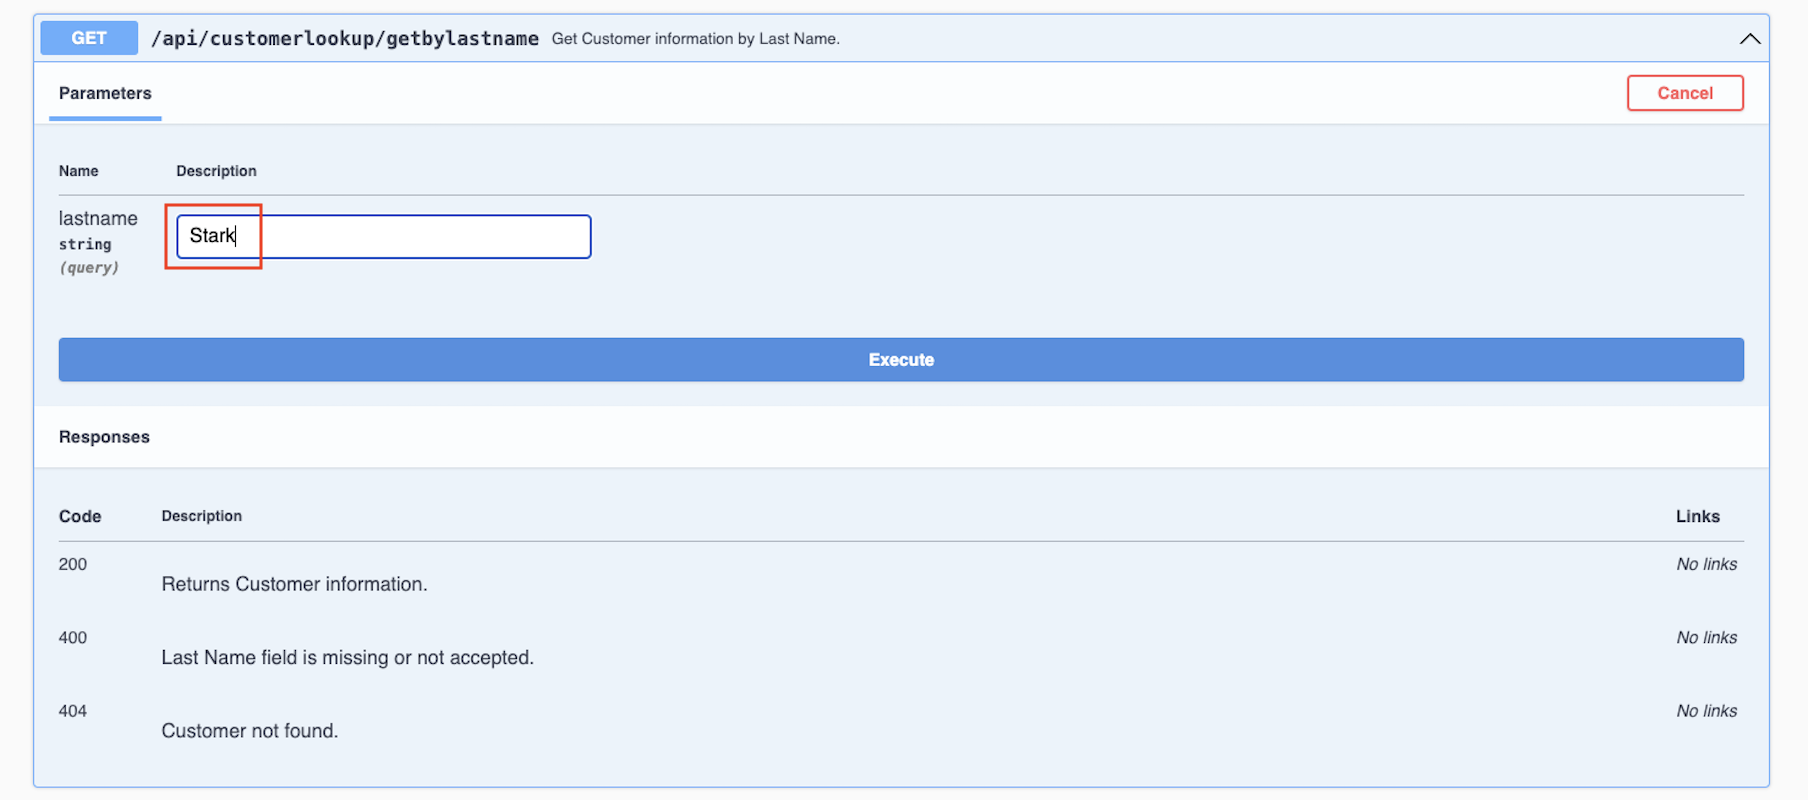 GET /api/customerlookup/getbylastname Get Customer information by Last Name.
Parameters
Cancel
Name Description
lastname
string
(query)
Stark
Execute
Responses
Code Description Links
200 No links
Returns Customer information.
400 No links
Last Name field is missing or not accepted.
404 No links
Customer not found.